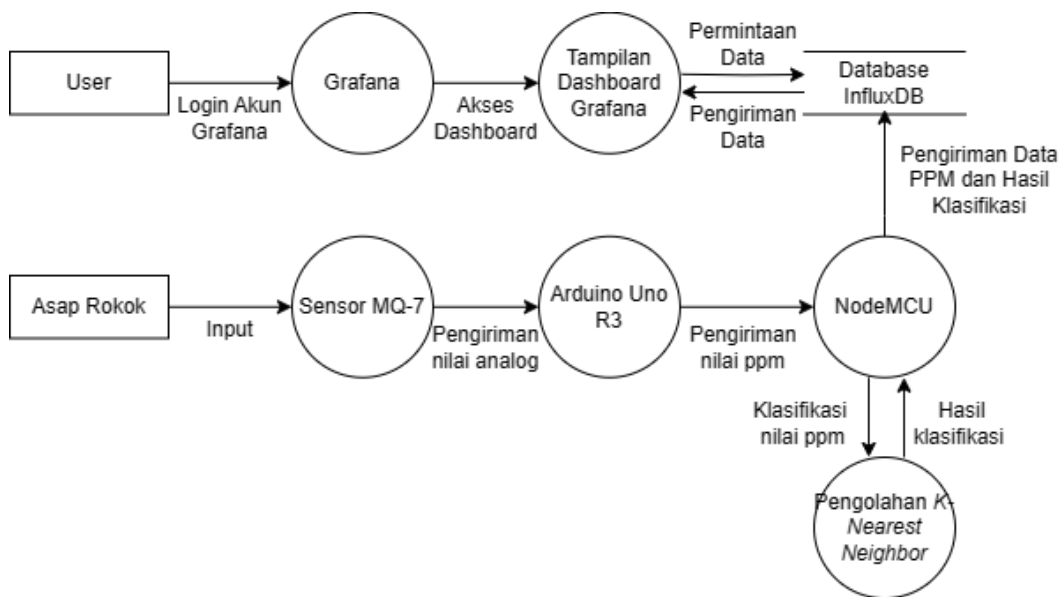 User
Login Akun
Grafana
Grafana
Akses
Dashboard
Tampilan
Dashboard
Grafana
Permintaan
Data
Pengiriman
Data
Database
InfluxDB
Pengiriman Data
PPM dan Hasil
Klasifikasi
Asap Rokok
Input
Sensor MQ-7
Pengiriman
nilai analog
Arduino Uno
R3
Pengiriman
nilai ppm
NodeMCU
Klasifikasi
nilai ppm
Hasil
klasifikasi
Pengolahan K-
Nearest
Neighbor